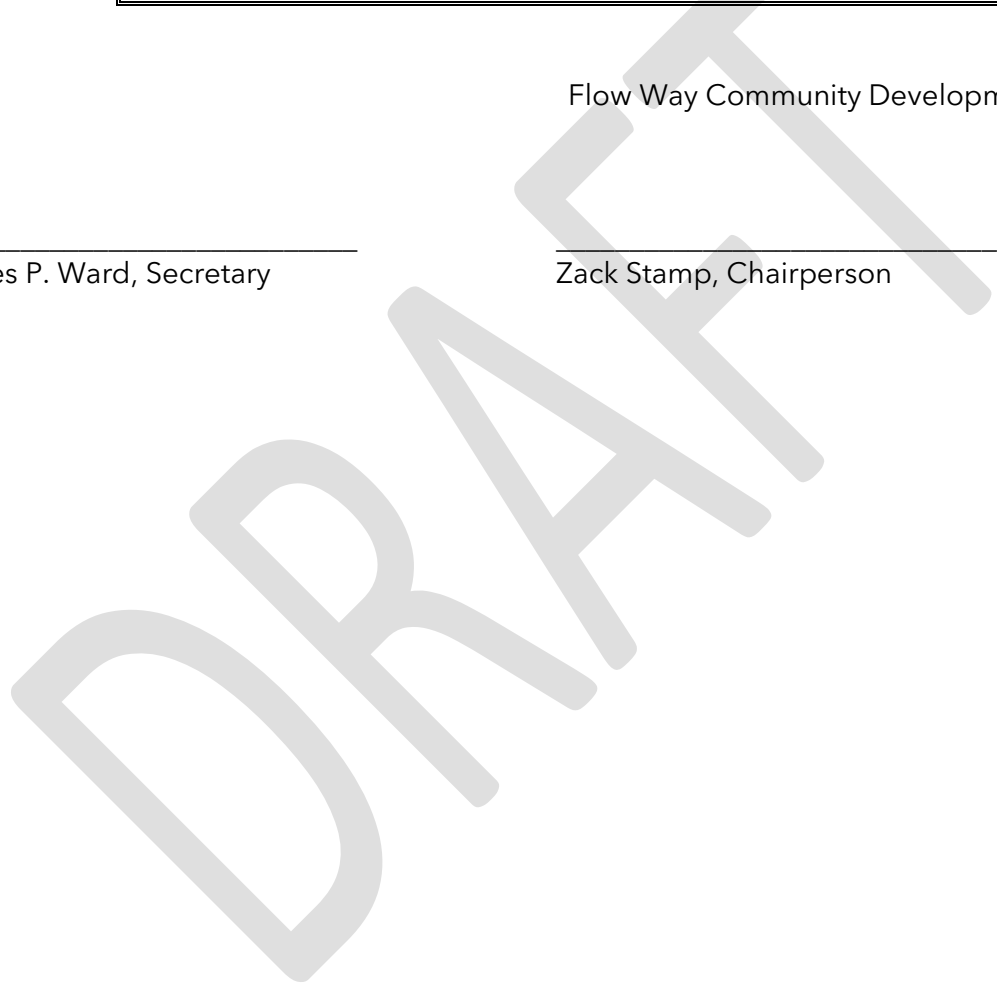 Flow Way Community Developm
es P. Ward, Secretary
Zack Stamp, Chairperson
DRAFT